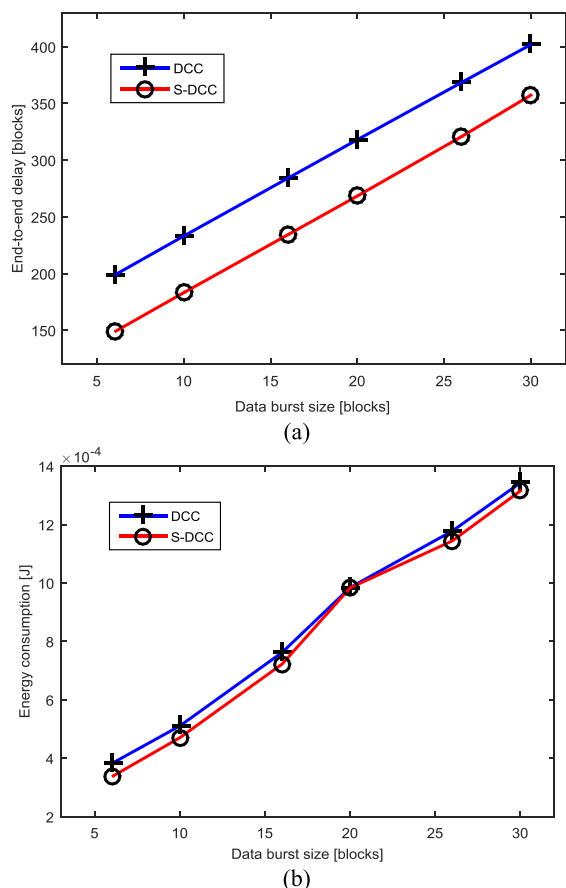 400
350
300
250
200
150
End-to-end delay [blocks]
DCC
S-DCC
5 10 15 20 25 30
Data burst size [blocks]
(a)
× 10-4
14
12
10
8
6
4
2
Energy consumption [J]
DCC
S-DCC
5 10 15 20 25 30
Data burst size [blocks]
(b)